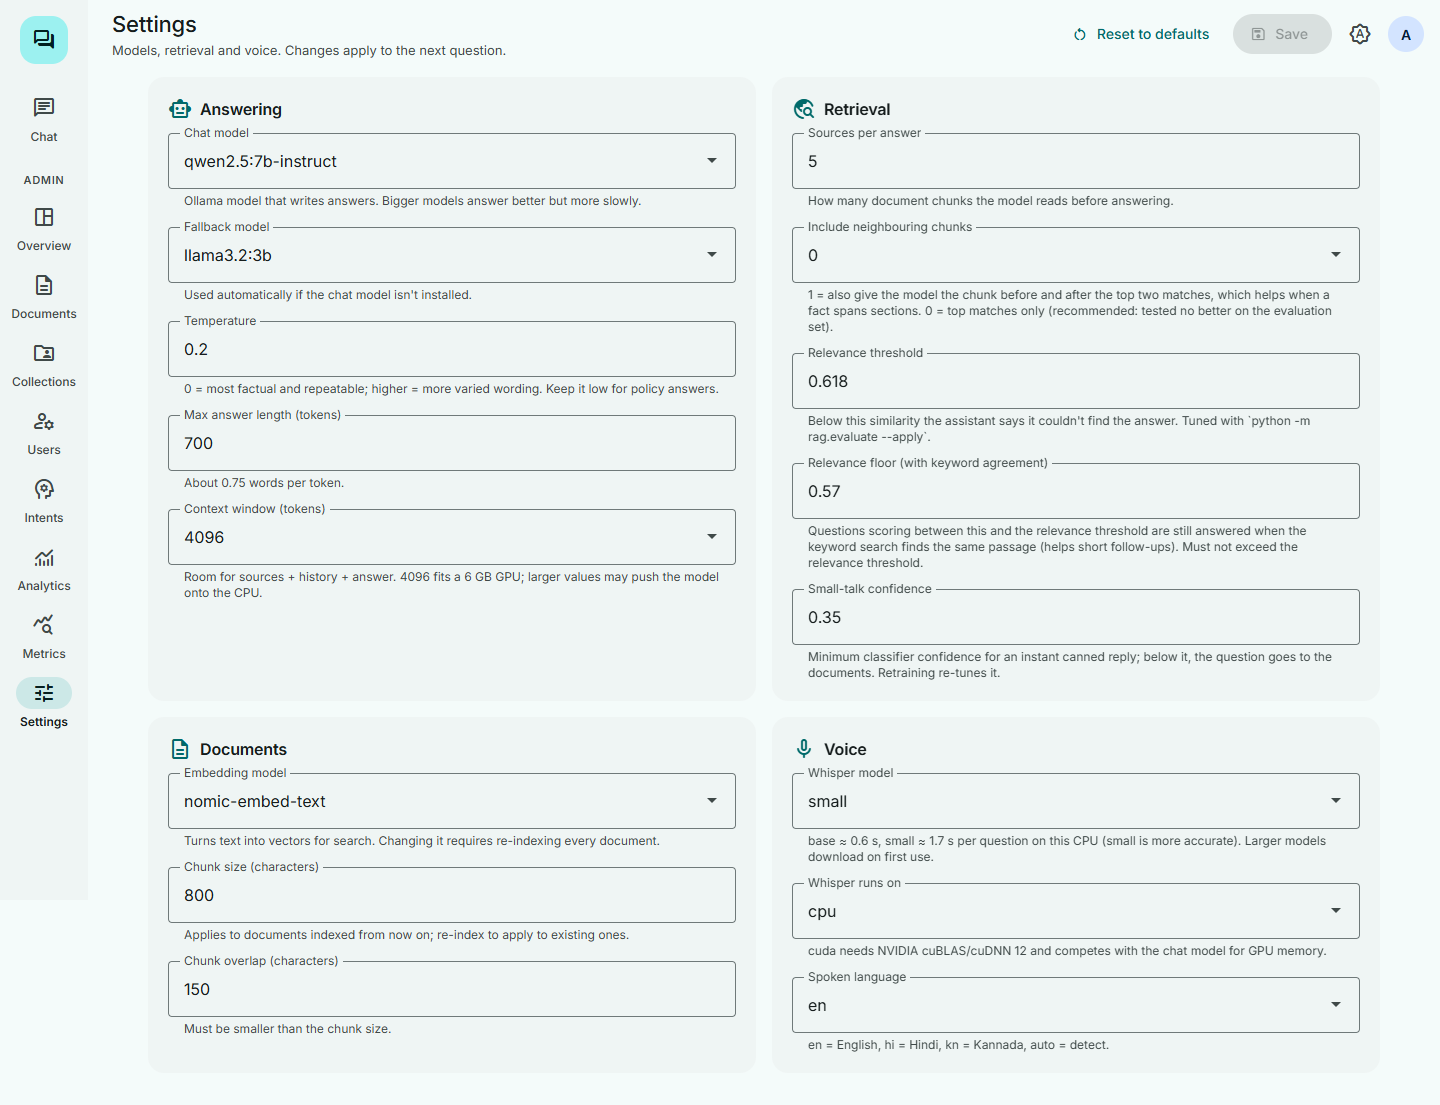 Settings
Models, retrieval and voice. Changes apply to the next question.
Reset to defaults
Save
A
A
Chat
ADMIN
Overview
Documents
Collections
Users
Intents
Analytics
Metrics
Settings
Answering
Chat model
qwen2.5:7b-instruct
Ollama model that writes answers. Bigger models answer better but more slowly.
Fallback model
llama3.2:3b
Used automatically if the chat model isn't installed.
Temperature
0.2
0 = most factual and repeatable; higher = more varied wording. Keep it low for policy answers.
Max answer length (tokens)
700
About 0.75 words per token.
Context window (tokens)
4096
Room for sources + history + answer. 4096 fits a 6 GB GPU; larger values may push the model
onto the CPU.
Retrieval
Sources per answer
5
How many document chunks the model reads before answering.
Include neighbouring chunks
0
1 = also give the model the chunk before and after the top two matches, which helps when a
fact spans sections. 0 = top matches only (recommended: tested no better on the evaluation
set).
Relevance threshold
0.618
Below this similarity the assistant says it couldn't find the answer. Tuned with `python -m
rag.evaluate --apply`.
Relevance floor (with keyword agreement)
0.57
Questions scoring between this and the relevance threshold are still answered when the
keyword search finds the same passage (helps short follow-ups). Must not exceed the
relevance threshold.
Small-talk confidence
0.35
Minimum classifier confidence for an instant canned reply; below it, the question goes to the
documents. Retraining re-tunes it.
Documents
Embedding model
nomic-embed-text
Turns text into vectors for search. Changing it requires re-indexing every document.
Chunk size (characters)
800
Applies to documents indexed from now on; re-index to apply to existing ones.
Chunk overlap (characters)
150
Must be smaller than the chunk size.
Voice
Whisper model
small
base ≈ 0.6 s, small ≈ 1.7 s per question on this CPU (small is more accurate). Larger models
download on first use.
Whisper runs on
cpu
cuda needs NVIDIA cuBLAS/cuDNN 12 and competes with the chat model for GPU memory.
Spoken language
en
en = English, hi = Hindi, kn = Kannada, auto = detect.